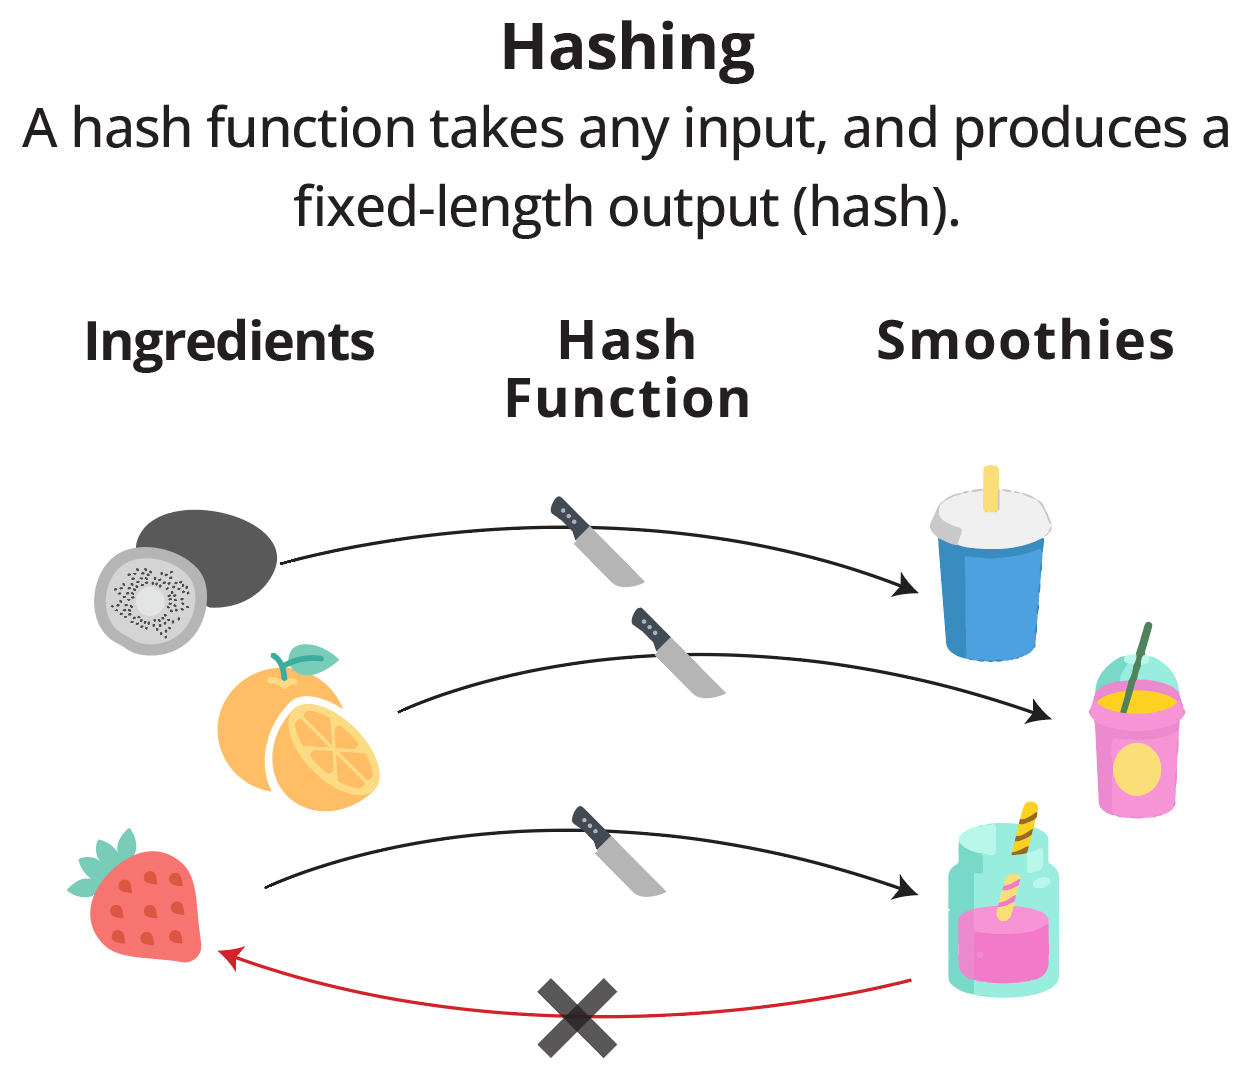 Hashing
A hash function takes any input, and produces a
fixed-length output (hash).
Ingredients
Hash
Function
Smoothies